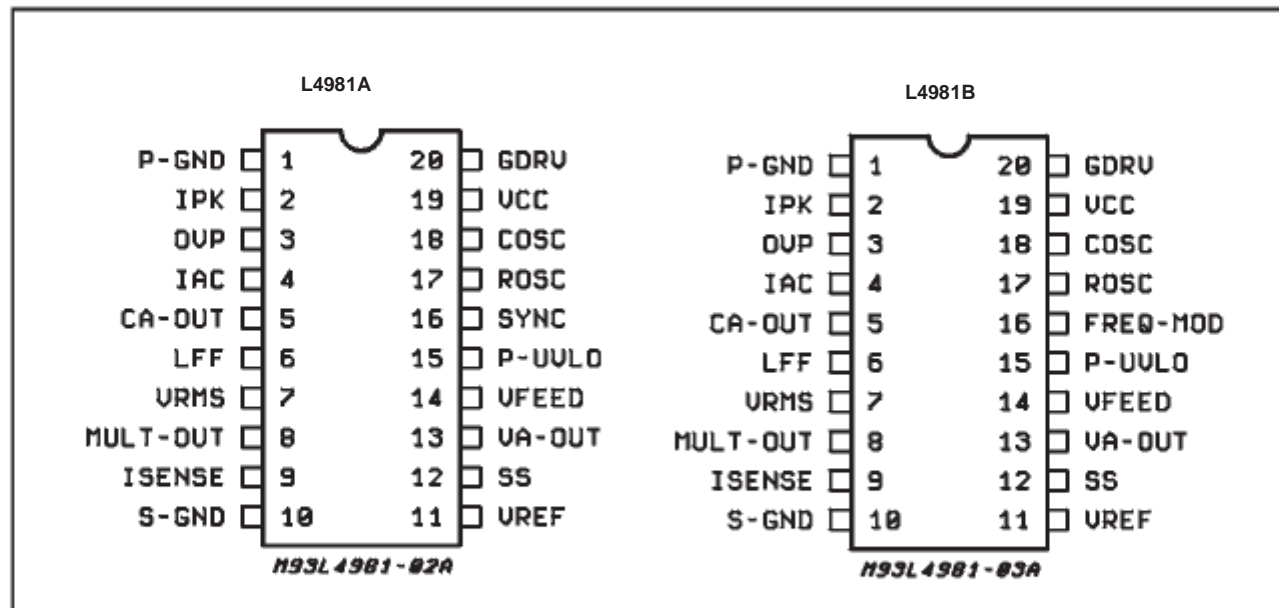 L4981A
P-GND 1 20 GDRV
IPK 2 19 VCC
OVP 3 18 COSC
IAC 4 17 ROSC
CA-OUT 5 16 SYNC
LFF 6 15 P-UVLO
VRMS 7 14 VFEED
MULT-OUT 8 13 VA-OUT
ISENSE 9 12 SS
S-GND 10 11 VREF
M93L4981-02A
L4981B
P-GND 1 20 GDRV
IPK 2 19 VCC
OVP 3 18 COSC
IAC 4 17 ROSC
CA-OUT 5 16 FREQ-MOD
LFF 6 15 P-UVLO
VRMS 7 14 VFEED
MULT-OUT 8 13 VA-OUT
ISENSE 9 12 SS
S-GND 10 11 VREF
M93L4981-03A